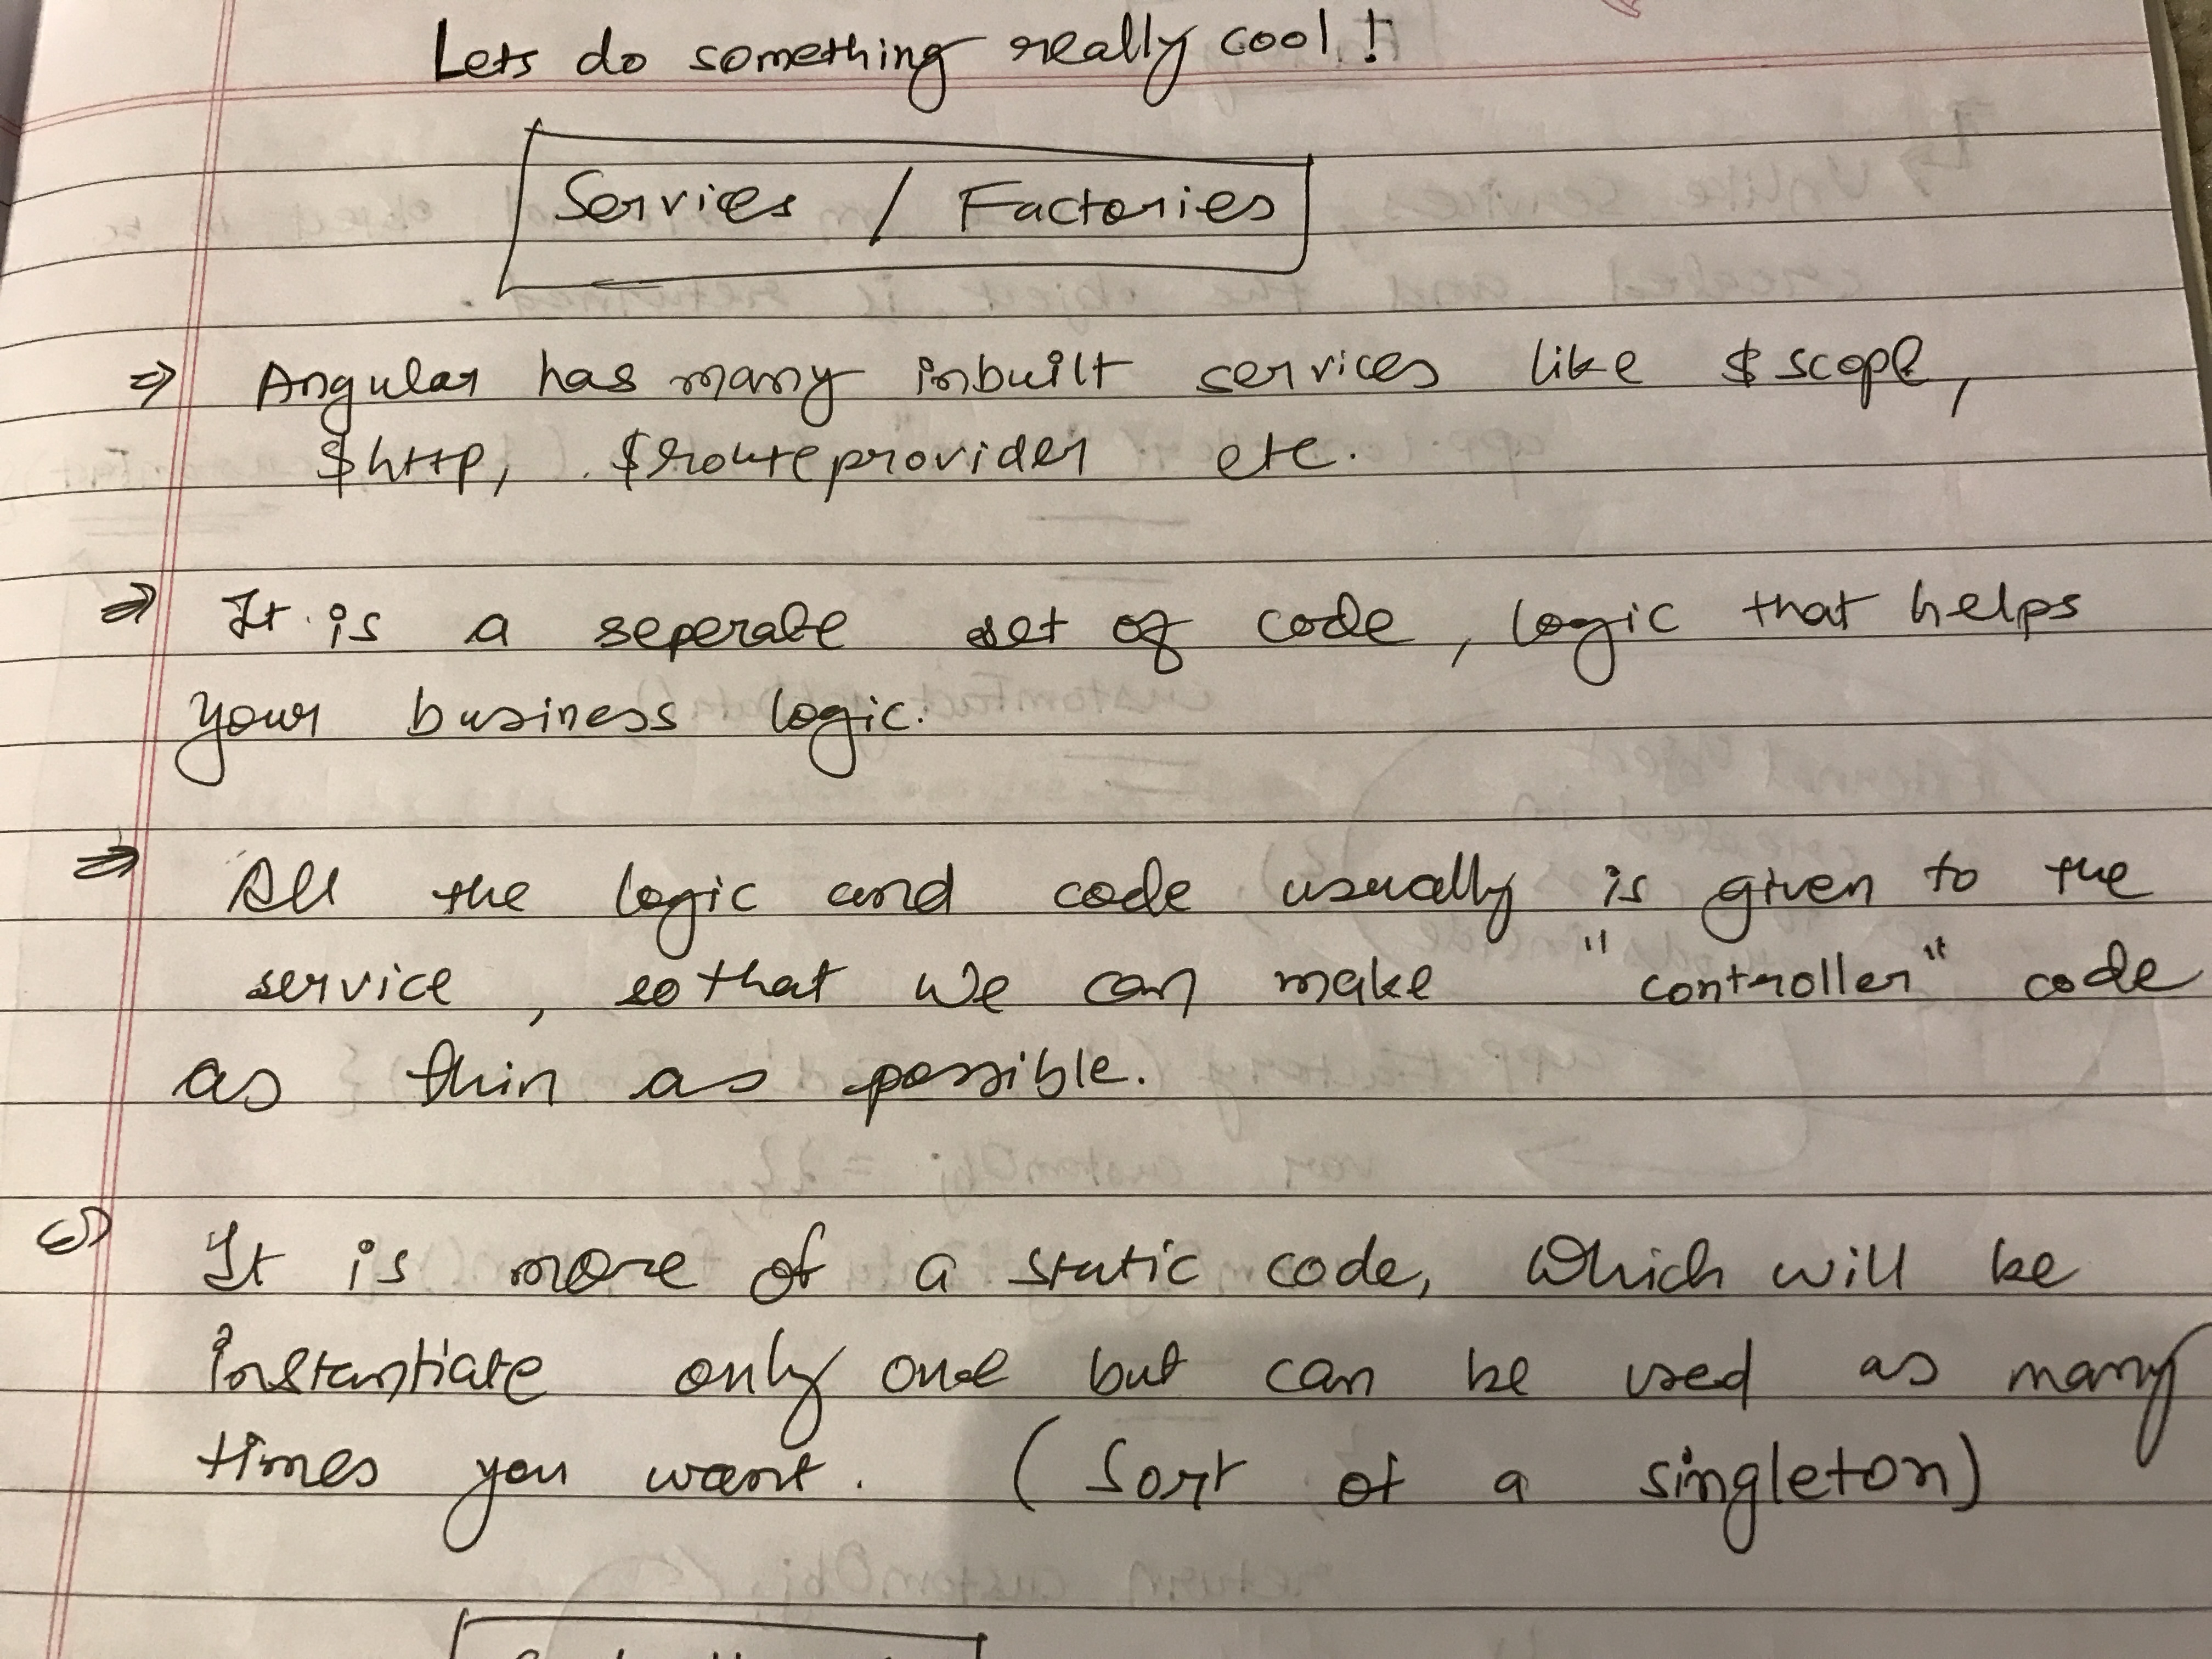 Lets do something really cool!
Services / Factories
⇒ Angular has many inbuilt services like $scope,
$http, $routeprovider etc.
⇒ It is a seperate set of code, logic that helps
your business logic.
⇒ All the logic and code usually is given to the
service, so that we can make "controller" code
as thin as possible.
⇒ It is more of a static code, which will be
instantiate only one but can be used as many
times you want. (Sort of a singleton)